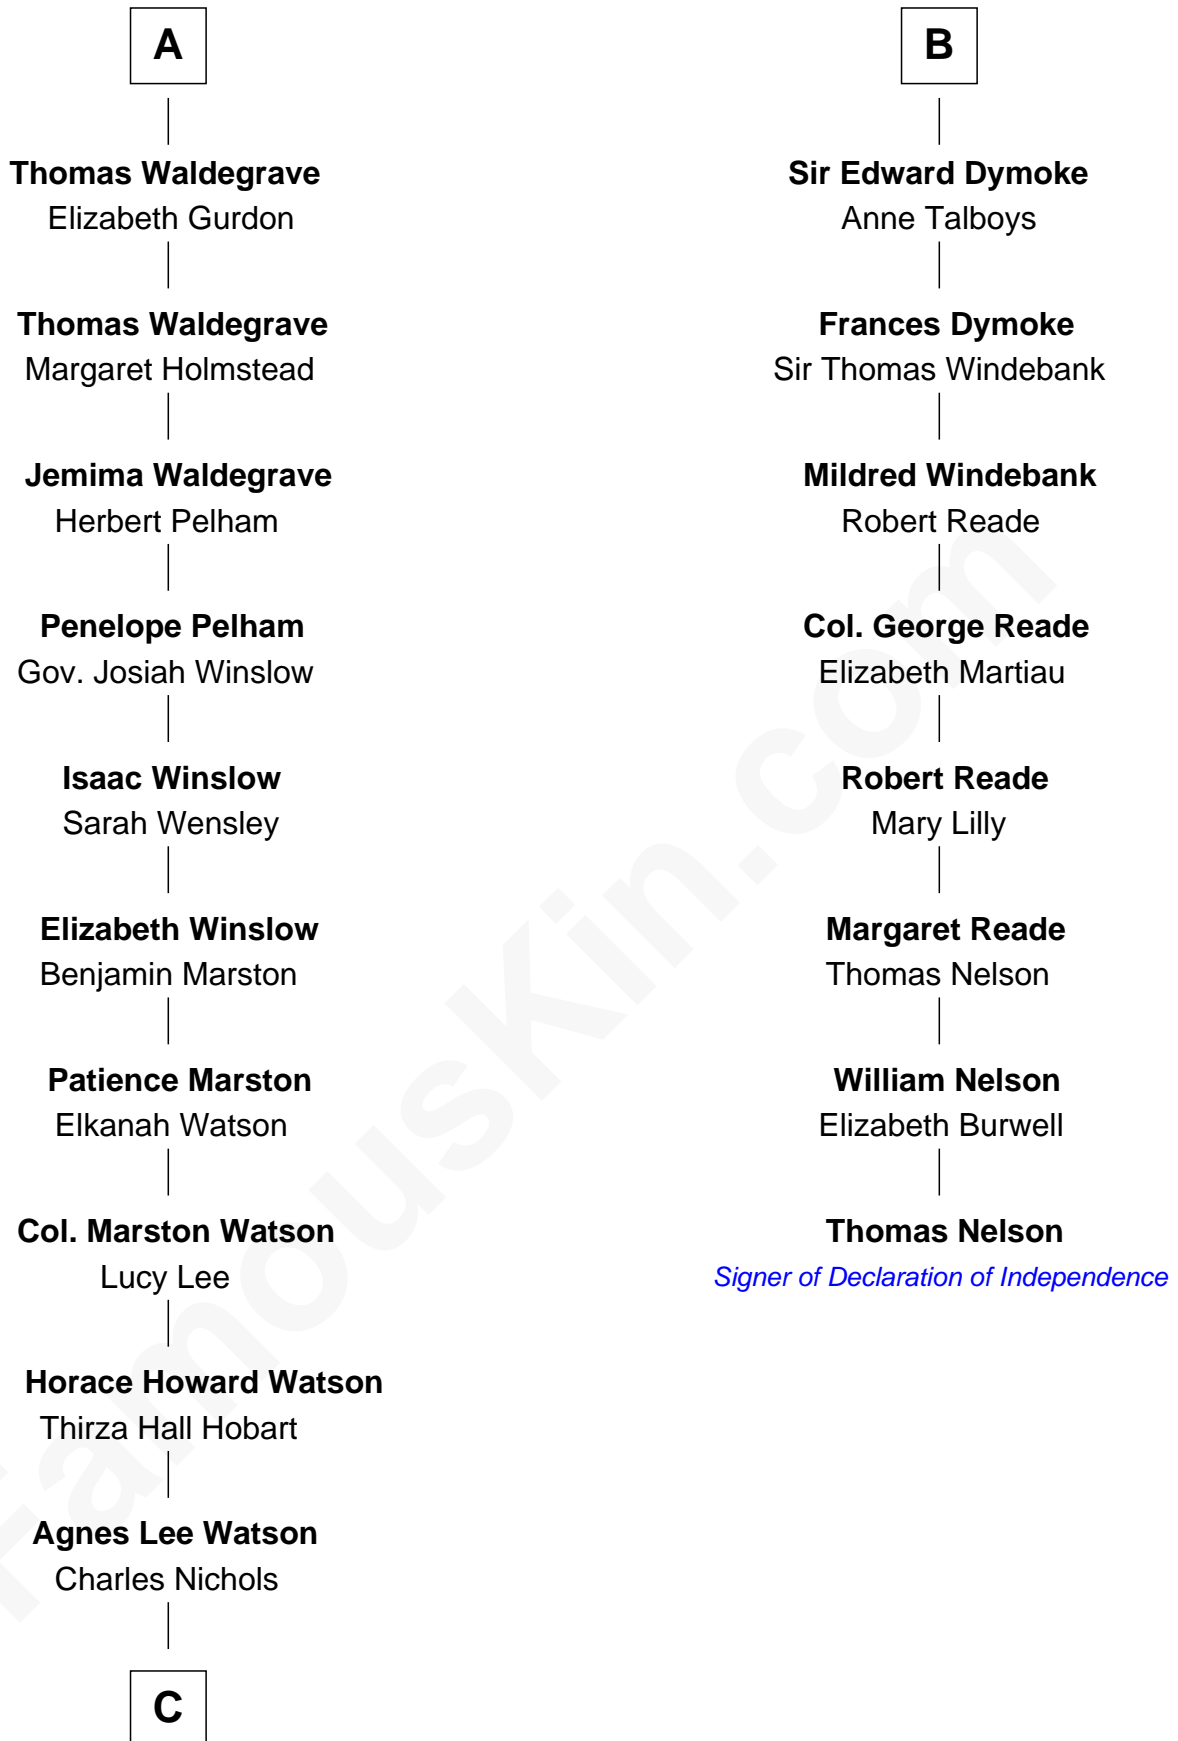 A
Thomas Waldegrave
Elizabeth Gurdon
Thomas Waldegrave
Margaret Holmstead
Jemima Waldegrave
Herbert Pelham
Penelope Pelham
Gov. Josiah Winslow
Isaac Winslow
Sarah Wensley
Elizabeth Winslow
Benjamin Marston
Patience Marston
Elkanah Watson
Col. Marston Watson
Lucy Lee
Horace Howard Watson
Thirza Hall Hobart
Agnes Lee Watson
Charles Nichols
C
B
Sir Edward Dymoke
Anne Talboys
Frances Dymoke
Sir Thomas Windebank
Mildred Windebank
Robert Reade
Col. George Reade
Elizabeth Martiau
Robert Reade
Mary Lilly
Margaret Reade
Thomas Nelson
William Nelson
Elizabeth Burwell
Thomas Nelson
Signer of Declaration of Independence
FamousKin.com